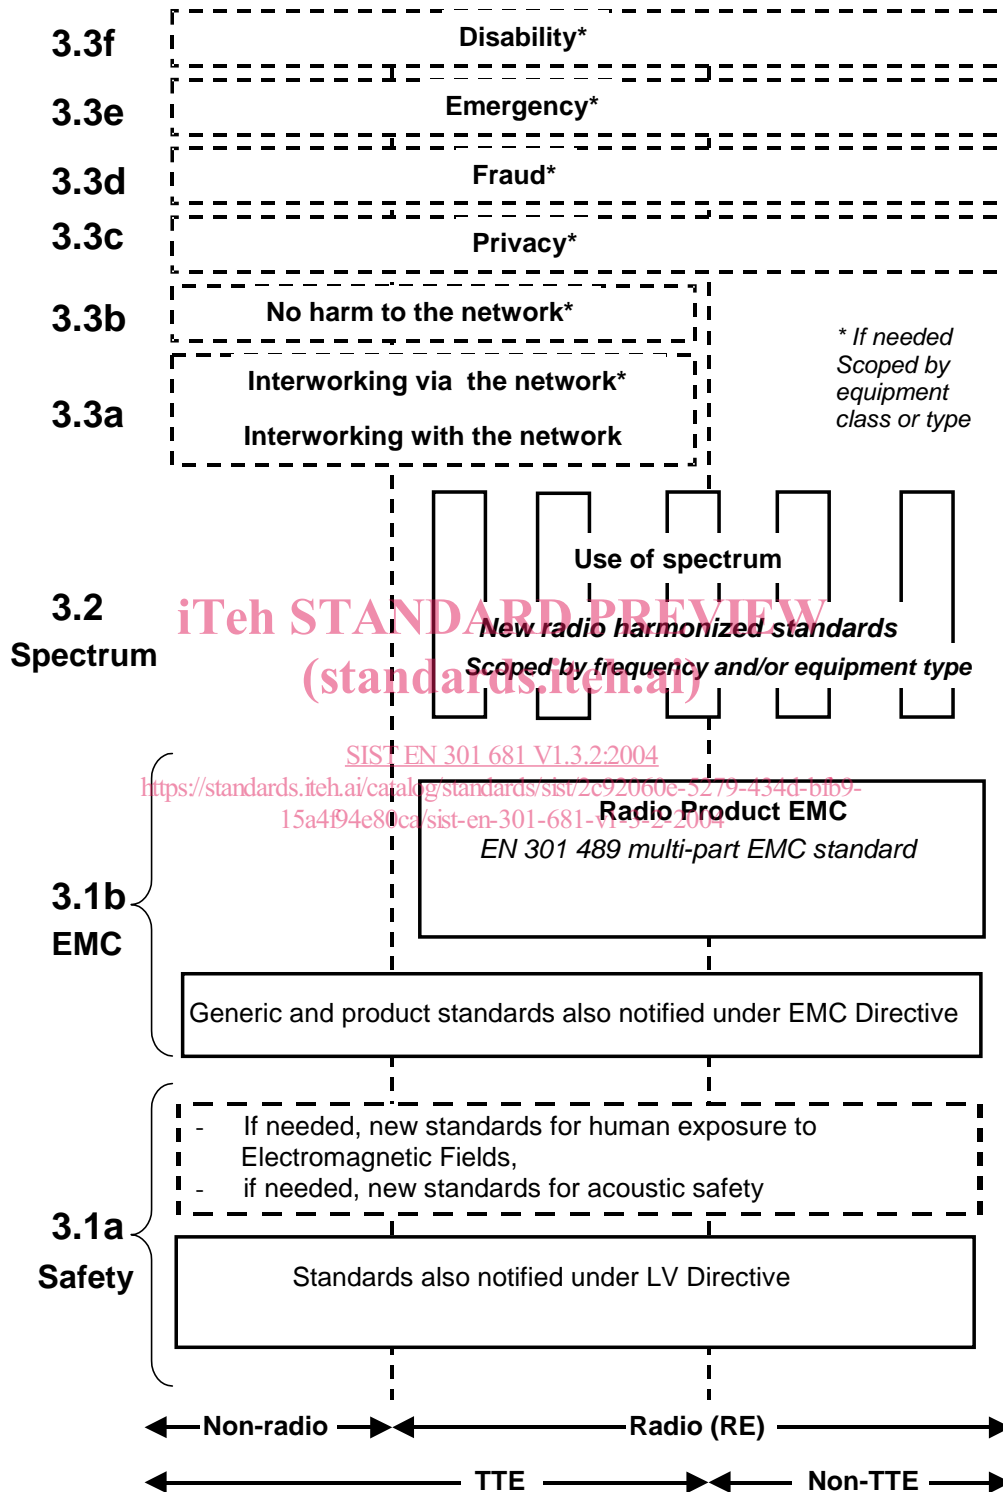 3.3f
Disability*
3.3e
Emergency*
3.3d
Fraud*
3.3c
Privacy*
3.3b
No harm to the network*
* If needed
Scoped by
equipment
class or type
3.3a
Interworking via the network*
Interworking with the network
3.2
Spectrum
Use of spectrum
New radio harmonized standards
Scoped by frequency and/or equipment type
iTeh STANDARD PREVIEW
(standards.iteh.ai)
SIST EN 301 681 V1.3.2:2004
https://standards.iteh.ai/catalog/standards/sist/2c92060e-5279-434d-bfb9-
15a4f94e80ca/sist-en-301-681-v1-3-2-2004
3.1b
EMC
Radio Product EMC
EN 301 489 multi-part EMC standard
Generic and product standards also notified under EMC Directive
3.1a
Safety
- If needed, new standards for human exposure to
Electromagnetic Fields,
- if needed, new standards for acoustic safety
Standards also notified under LV Directive
Non-radio
Radio (RE)
TTE
Non-TTE